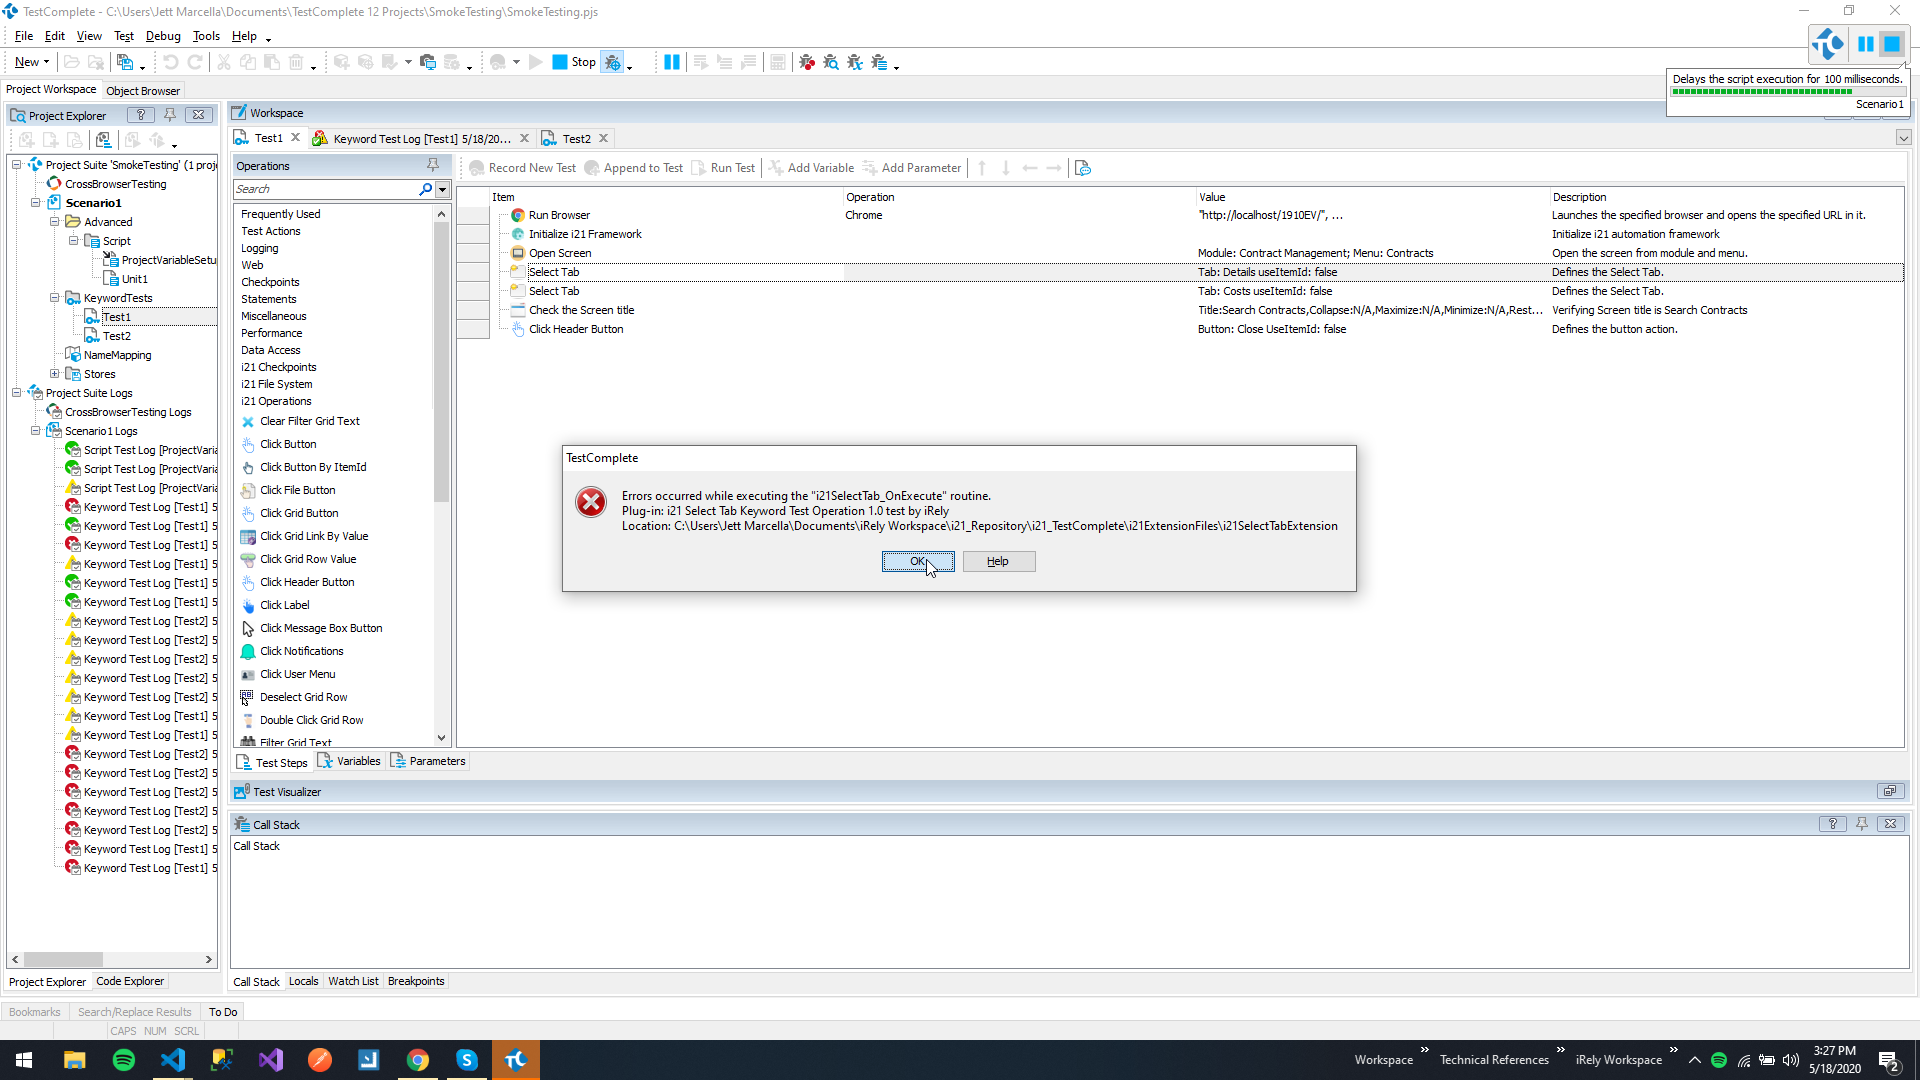 TestComplete - C:\Users\Jett Marcella\Documents\TestComplete 12 Projects\SmokeTesting\SmokeTesting.pjs
File Edit View Test Debug Tools Help
New Stop
Delays the script execution for 100 milliseconds.
Scenario1
Project Workspace Object Browser
Project Explorer
Project Suite 'SmokeTesting' (1 proj
CrossBrowserTesting
Scenario1
Advanced
Script
ProjectVariableSetu
Unit1
KeywordTests
Test1
Test2
NameMapping
Stores
Project Suite Logs
CrossBrowserTesting Logs
Scenario1 Logs
Script Test Log [ProjectVaria
Script Test Log [ProjectVaria
Script Test Log [ProjectVaria
Keyword Test Log [Test1] 5
Keyword Test Log [Test1] 5
Keyword Test Log [Test1] 5
Keyword Test Log [Test1] 5
Keyword Test Log [Test1] 5
Keyword Test Log [Test1] 5
Keyword Test Log [Test2] 5
Keyword Test Log [Test2] 5
Keyword Test Log [Test2] 5
Keyword Test Log [Test2] 5
Keyword Test Log [Test2] 5
Keyword Test Log [Test1] 5
Keyword Test Log [Test1] 5
Keyword Test Log [Test2] 5
Keyword Test Log [Test2] 5
Keyword Test Log [Test2] 5
Keyword Test Log [Test2] 5
Keyword Test Log [Test2] 5
Keyword Test Log [Test1] 5
Keyword Test Log [Test1] 5
Project Explorer Code Explorer
Workspace
Test1 Keyword Test Log [Test1] 5/18/20... Test2
Operations
Search
Frequently Used
Test Actions
Logging
Web
Checkpoints
Statements
Miscellaneous
Performance
Data Access
i21 Checkpoints
i21 File System
i21 Operations
Clear Filter Grid Text
Click Button
Click Button By ItemId
Click File Button
Click Grid Button
Click Grid Link By Value
Click Grid Row Value
Click Header Button
Click Label
Click Message Box Button
Click Notifications
Click User Menu
Deselect Grid Row
Double Click Grid Row
Filter Grid Text
Record New Test Append to Test Run Test Add Variable Add Parameter
Item Operation Value Description
Run Browser Chrome "http://localhost/1910EV/", ... Launches the specified browser and opens the specified URL in it.
Initialize i21 Framework Initialize i21 automation framework
Open Screen Module: Contract Management; Menu: Contracts Open the screen from module and menu.
Select Tab Tab: Details useItemId: false Defines the Select Tab.
Select Tab Tab: Costs useItemId: false Defines the Select Tab.
Check the Screen title Title:Search Contracts,Collapse:N/A,Maximize:N/A,Minimize:N/A,Rest... Verifying Screen title is Search Contracts
Click Header Button Button: Close UseItemId: false Defines the button action.
TestComplete
Errors occurred while executing the "i21SelectTab_OnExecute" routine.
Plug-in: i21 Select Tab Keyword Test Operation 1.0 test by iRely
Location: C:\Users\Jett Marcella\Documents\iRely Workspace\i21_Repository\i21_TestComplete\i21ExtensionFiles\i21SelectTabExtension
OK Help
Test Steps Variables Parameters
Test Visualizer
Call Stack
Call Stack
Call Stack Locals Watch List Breakpoints
Bookmarks Search/Replace Results To Do
CAPS NUM SCRL
Workspace Technical References iRely Workspace
3:27 PM
5/18/2020
2